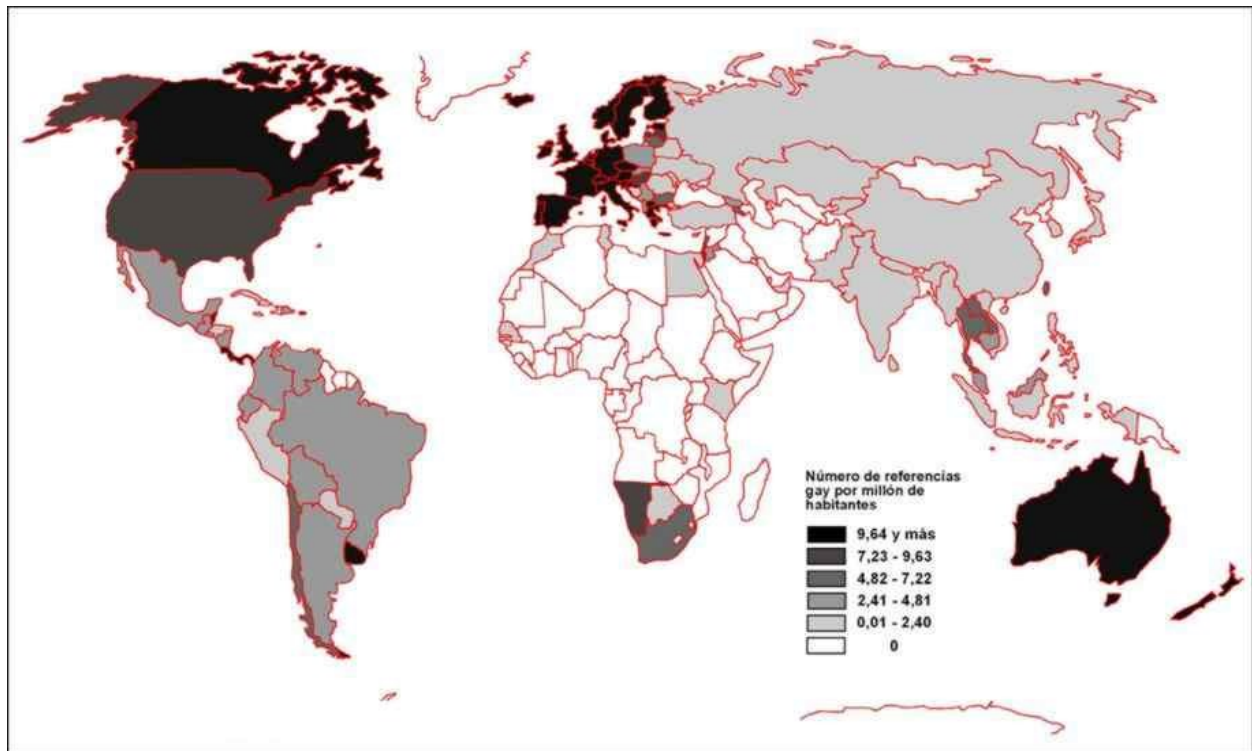 Número de referencias
gay por millón de
habitantes
9,64 y más
7,23 - 9,63
4,82 - 7,22
2,41 - 4,81
0,01 - 2,40
0